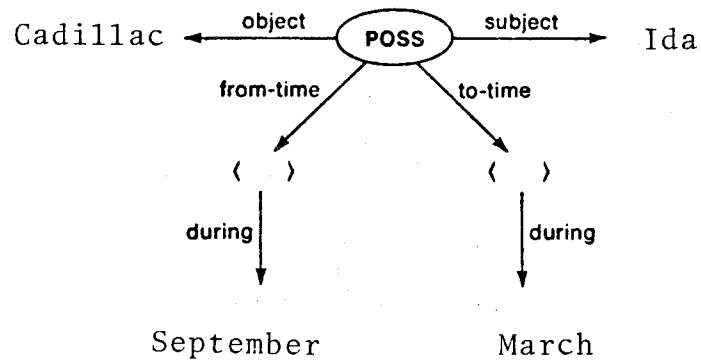 object
subject
Cadillac
POSS
Ida
from-time
to-time
⟨ ⟩
⟨ ⟩
during
during
September
March